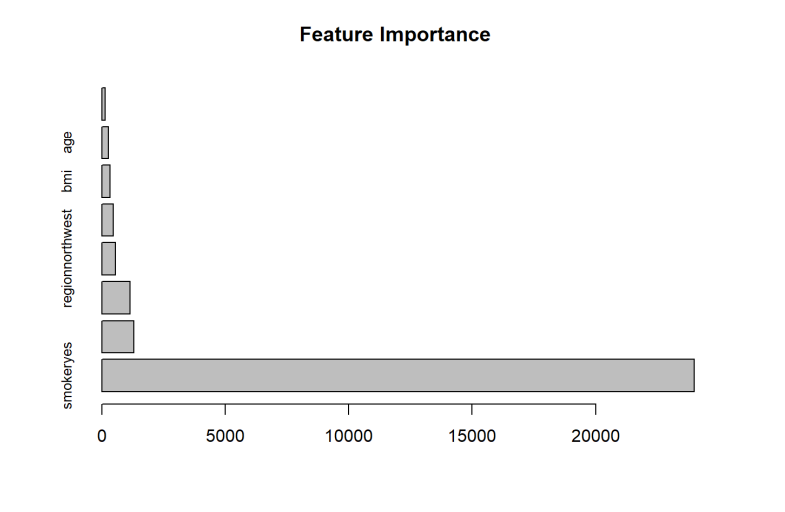 Feature Importance
age
bmi
regionnorthwest
smokeryes
0 5000 10000 15000 20000